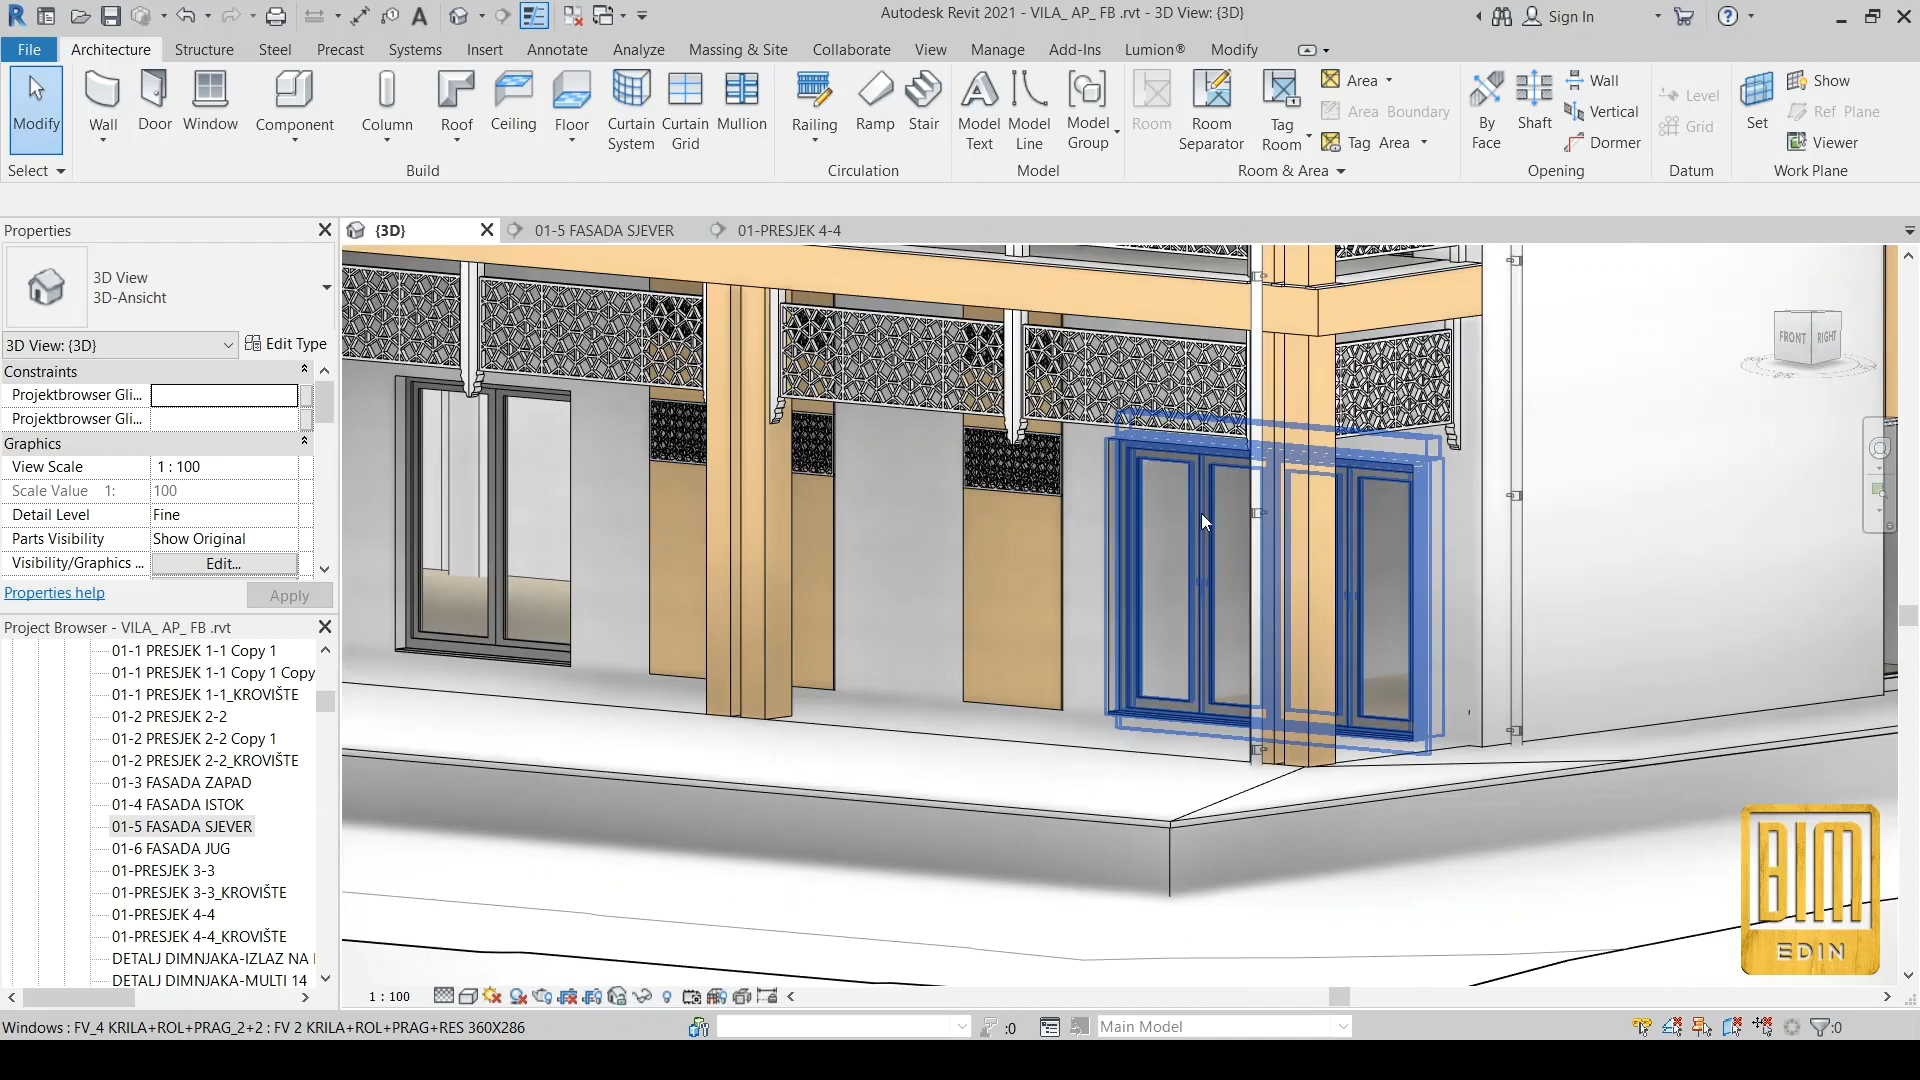 Autodesk Revit 2021 - VILA_ AP_ FB .rvt - 3D View: {3D}
Sign In
File
Architecture
Structure
Steel
Precast
Systems
Insert
Annotate
Analyze
Massing & Site
Collaborate
View
Manage
Add-Ins
Lumion®
Modify
Modify
Wall
Door
Window
Component
Column
Roof
Ceiling
Floor
Curtain System
Curtain Grid
Mullion
Railing
Ramp
Stair
Model Text
Model Line
Model Group
Room
Room Separator
Tag Room
Area
Area Boundary
Tag Area
By Face
Shaft
Wall
Vertical
Dormer
Level
Grid
Set
Show
Ref Plane
Viewer
Select
Build
Circulation
Model
Room & Area
Opening
Datum
Work Plane
Properties
{3D}
01-5 FASADA SJEVER
01-PRESJEK 4-4
3D View
3D-Ansicht
3D View: {3D}
Edit Type
Constraints
Projektbrowser Gli...
Projektbrowser Gli...
Graphics
View Scale 1 : 100
Scale Value 1: 100
Detail Level Fine
Parts Visibility Show Original
Visibility/Graphics ... Edit...
Properties help
Apply
FRONT
RIGHT
Project Browser - VILA_ AP_ FB .rvt
01-1 PRESJEK 1-1 Copy 1
01-1 PRESJEK 1-1 Copy 1 Copy
01-1 PRESJEK 1-1_KROVIŠTE
01-2 PRESJEK 2-2
01-2 PRESJEK 2-2 Copy 1
01-2 PRESJEK 2-2_KROVIŠTE
01-3 FASADA ZAPAD
01-4 FASADA ISTOK
01-5 FASADA SJEVER
01-6 FASADA JUG
01-PRESJEK 3-3
01-PRESJEK 3-3_KROVIŠTE
01-PRESJEK 4-4
01-PRESJEK 4-4_KROVIŠTE
DETALJ DIMNJAKA-IZLAZ NA
DETALJ DIMNJAKA-MULTI 14
BIM
EDIN
1 : 100
Windows : FV_4 KRILA+ROL+PRAG_2+2 : FV 2 KRILA+ROL+PRAG+RES 360X286
:0
Main Model
:0